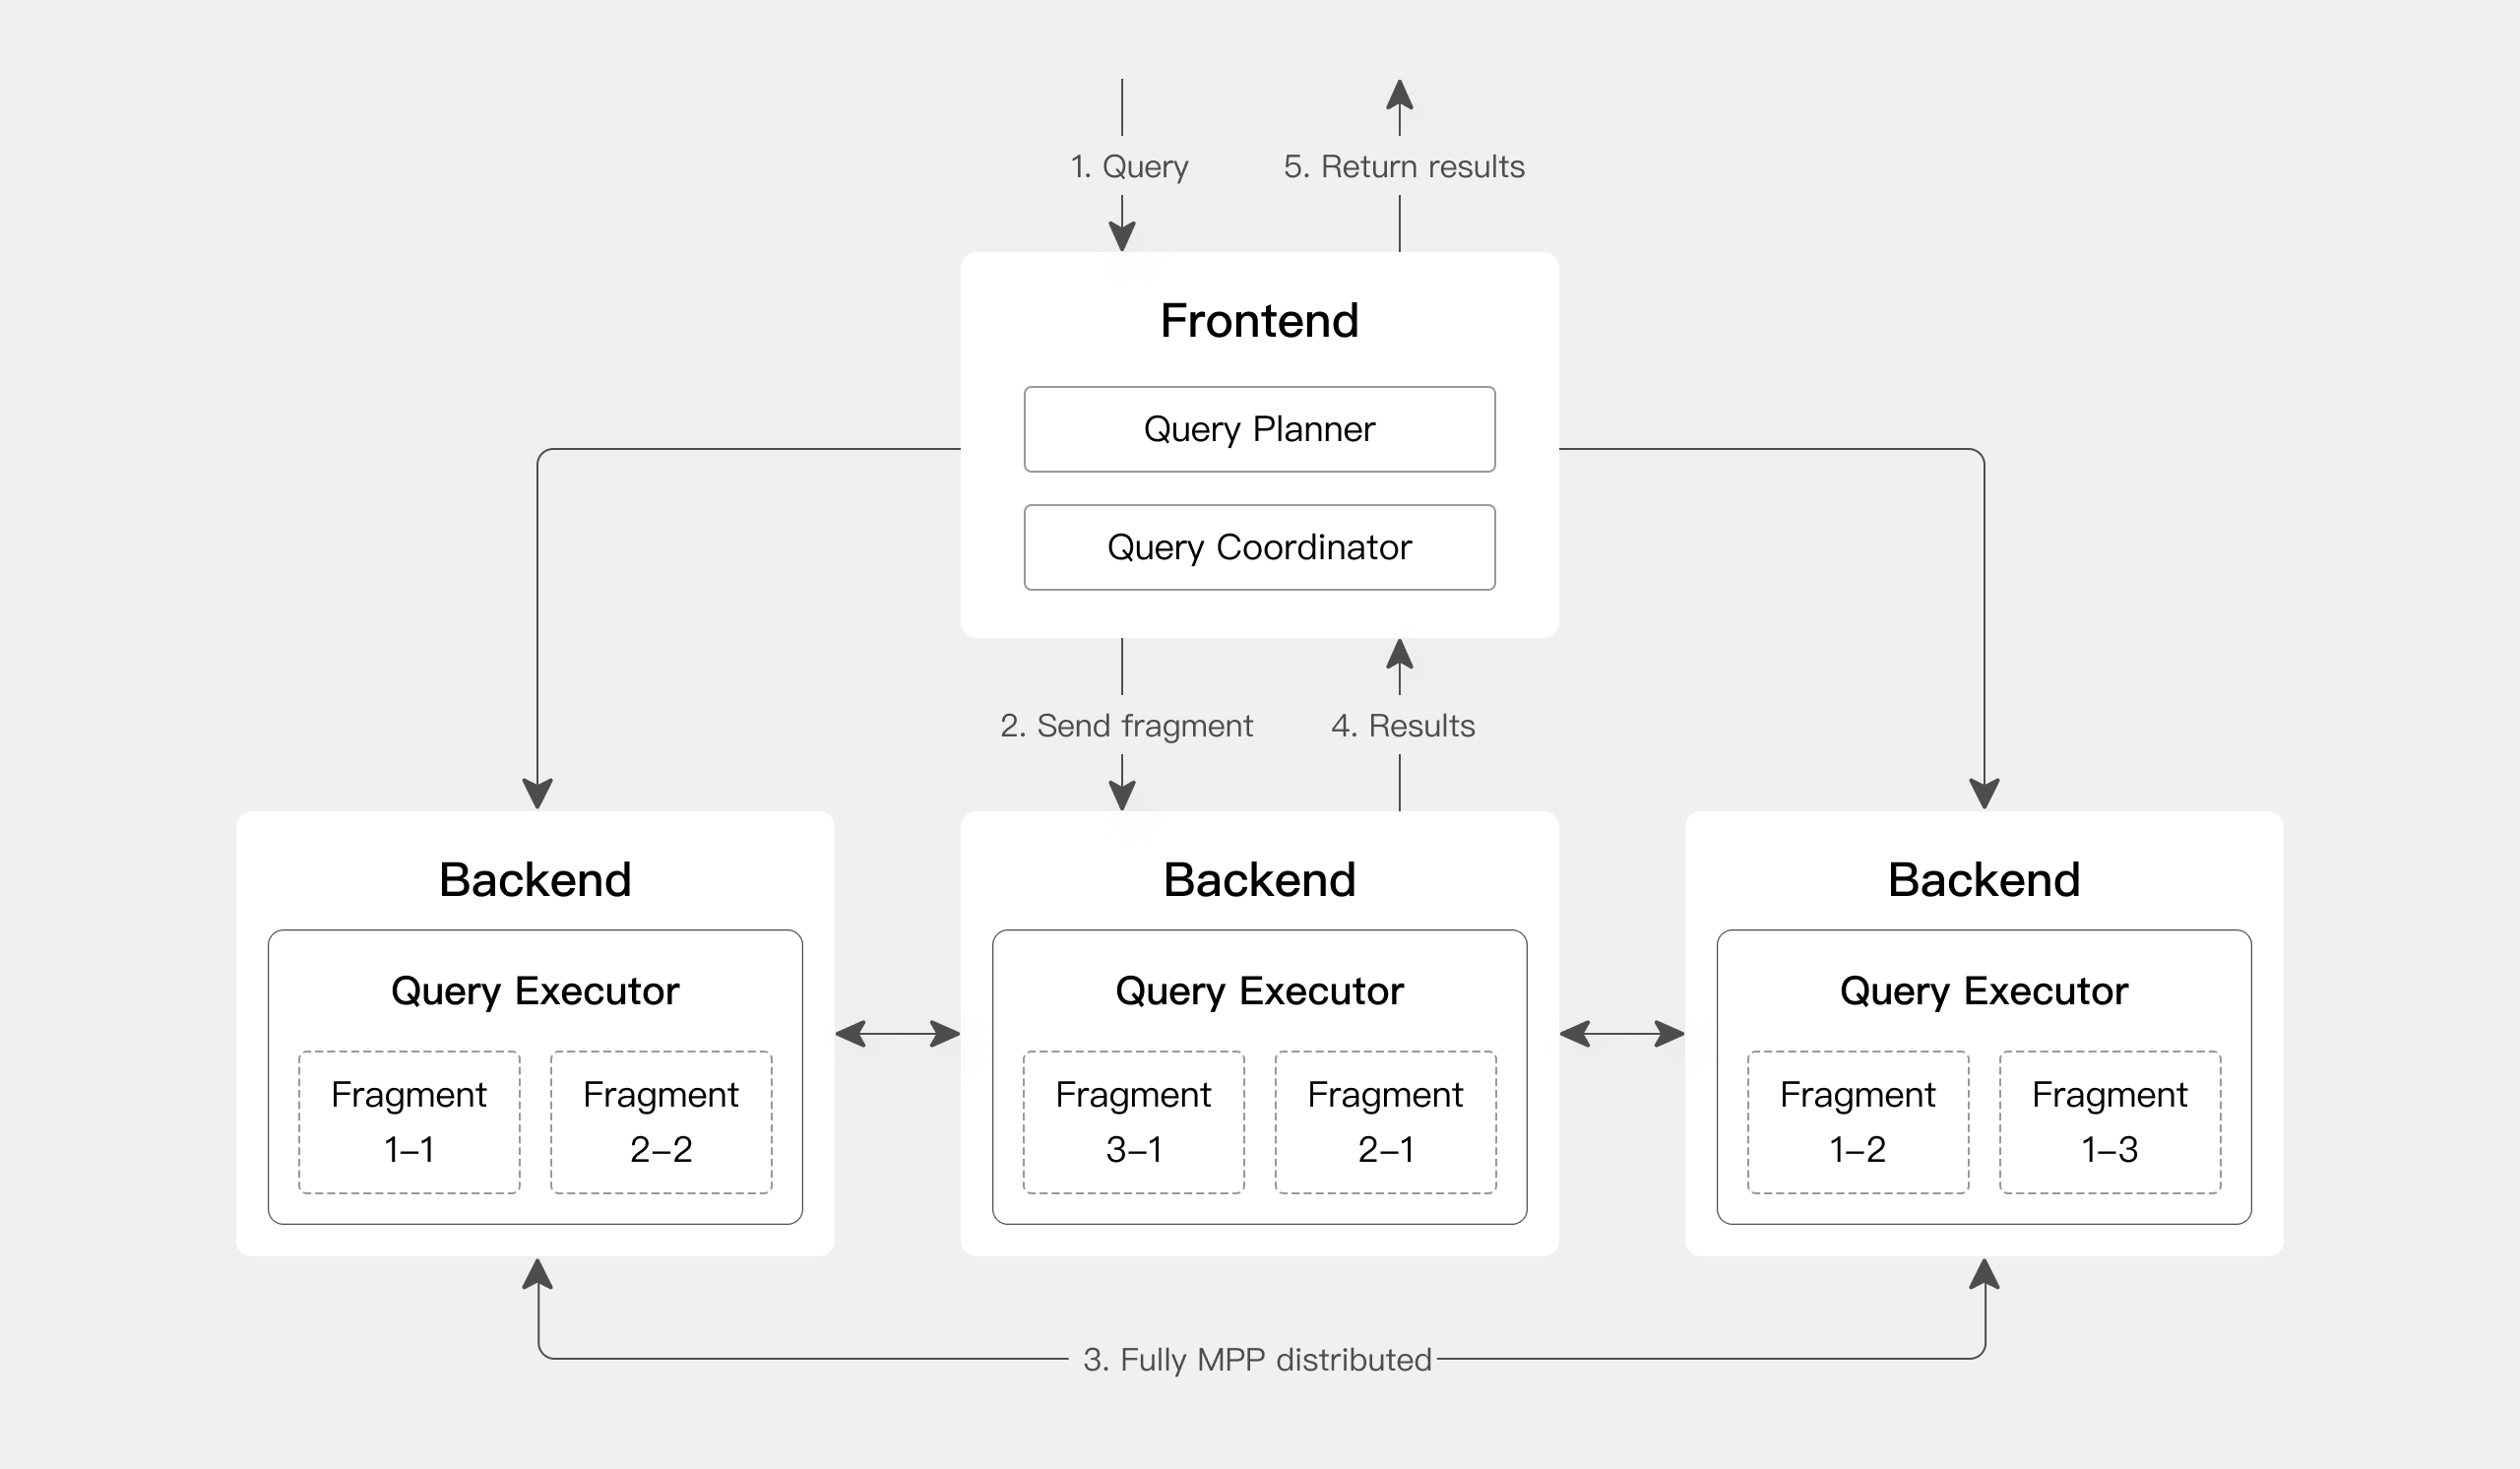 1. Query
5. Return results
Frontend
Query Planner
Query Coordinator
2. Send fragment
4. Results
Backend
Query Executor
Fragment
1–1
Fragment
2–2
Backend
Query Executor
Fragment
3–1
Fragment
2–1
Backend
Query Executor
Fragment
1–2
Fragment
1–3
3. Fully MPP distributed